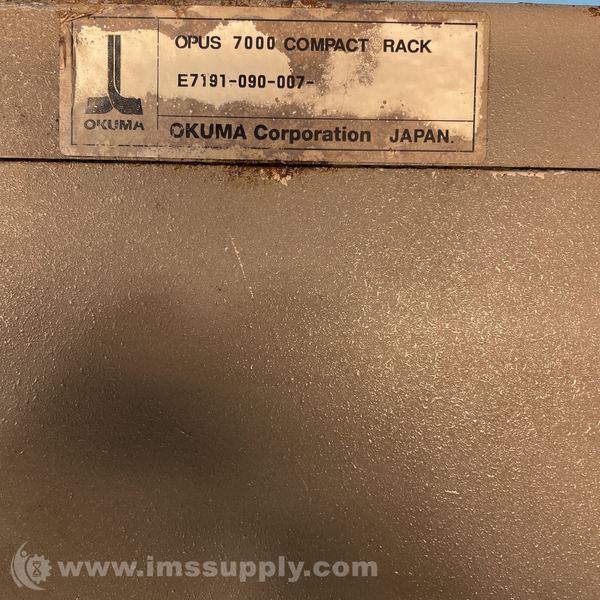 OPUS 7000 COMPACT RACK
E7191-090-007-
OKUMA
OKUMA Corporation JAPAN.
www.imssupply.com